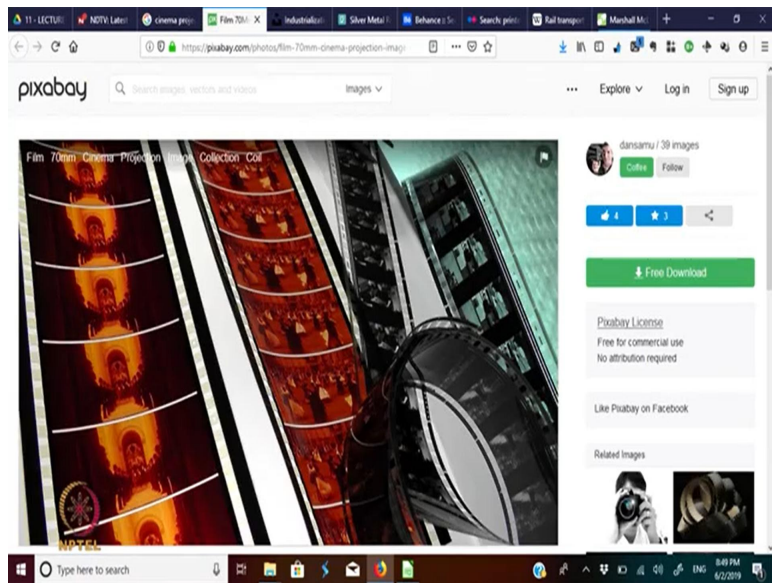 11 - LECTURE
NDTV: Latest
cinema proje
Film 70M
Industrializati
Silver Metal R
Behance :: Se
Search: printe
Rail transport
Marshall Mc
https://pixabay.com/photos/film-70mm-cinema-projection-image
pixabay
Search images, vectors and videos
Images
Explore
Log in
Sign up
Film 70mm Cinema Projection Image Collection Coil
dansamu / 39 images
Coffee
Follow
4
3
Free Download
Pixabay License
Free for commercial use
No attribution required
Like Pixabay on Facebook
Related Images
NPTEL
Type here to search
ENG
8:49 PM
6/2/2019